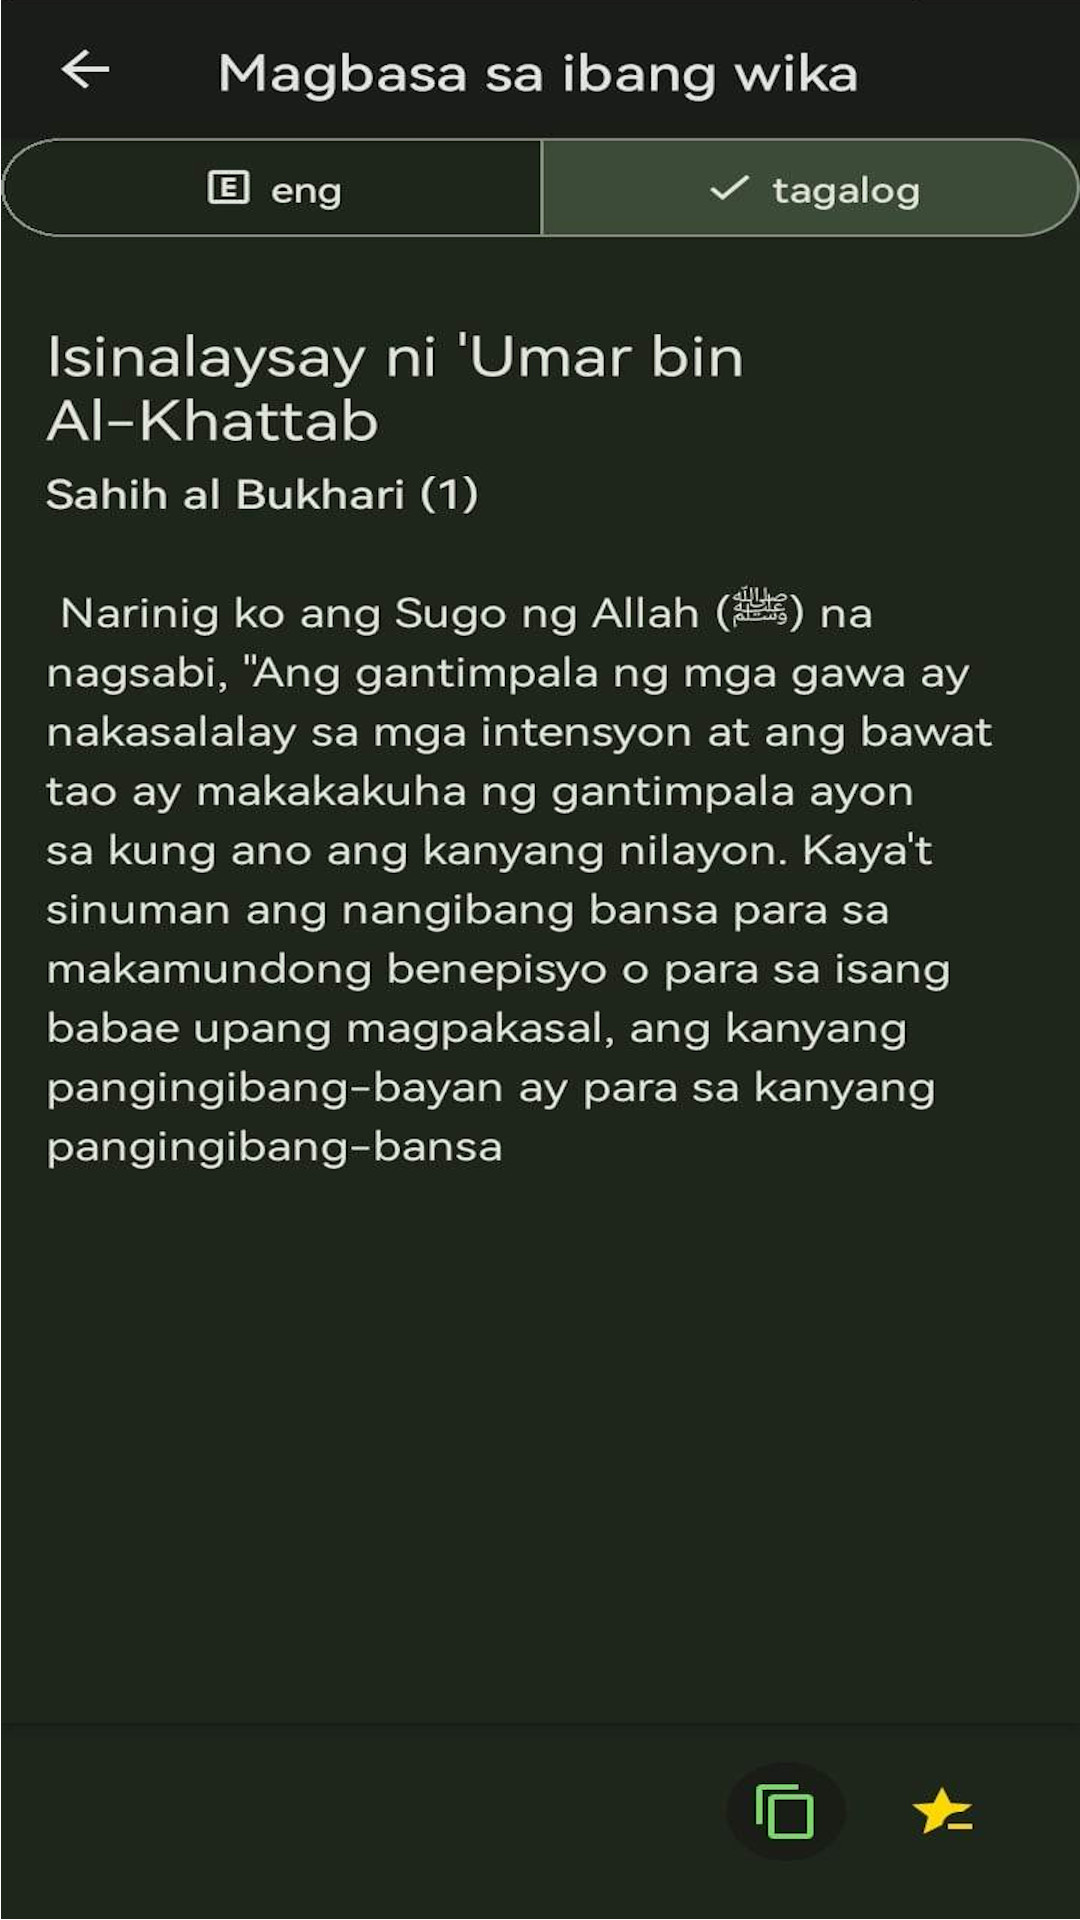 Magbasa sa ibang wika
E eng
tagalog
Isinalaysay ni 'Umar bin
Al-Khattab
Sahih al Bukhari (1)
Narinig ko ang Sugo ng Allah (ﷺ) na
nagsabi, "Ang gantimpala ng mga gawa ay
nakasalalay sa mga intensyon at ang bawat
tao ay makakakuha ng gantimpala ayon
sa kung ano ang kanyang nilayon. Kaya't
sinuman ang nangibang bansa para sa
makamundong benepisyo o para sa isang
babae upang magpakasal, ang kanyang
pangingibang-bayan ay para sa kanyang
pangingibang-bansa